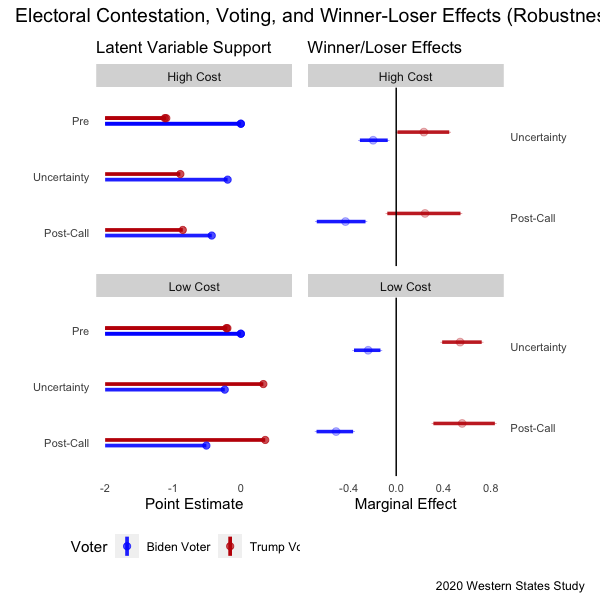 Electoral Contestation, Voting, and Winner-Loser Effects (Robustnes
Latent Variable Support
Winner/Loser Effects
High Cost
High Cost
Pre
Uncertainty
Post-Call
Uncertainty
Post-Call
Low Cost
Low Cost
Pre
Uncertainty
Post-Call
Uncertainty
Post-Call
-2 -1 0
-0.4 0.0 0.4 0.8
Point Estimate
Marginal Effect
Voter Biden Voter Trump Vo
2020 Western States Study